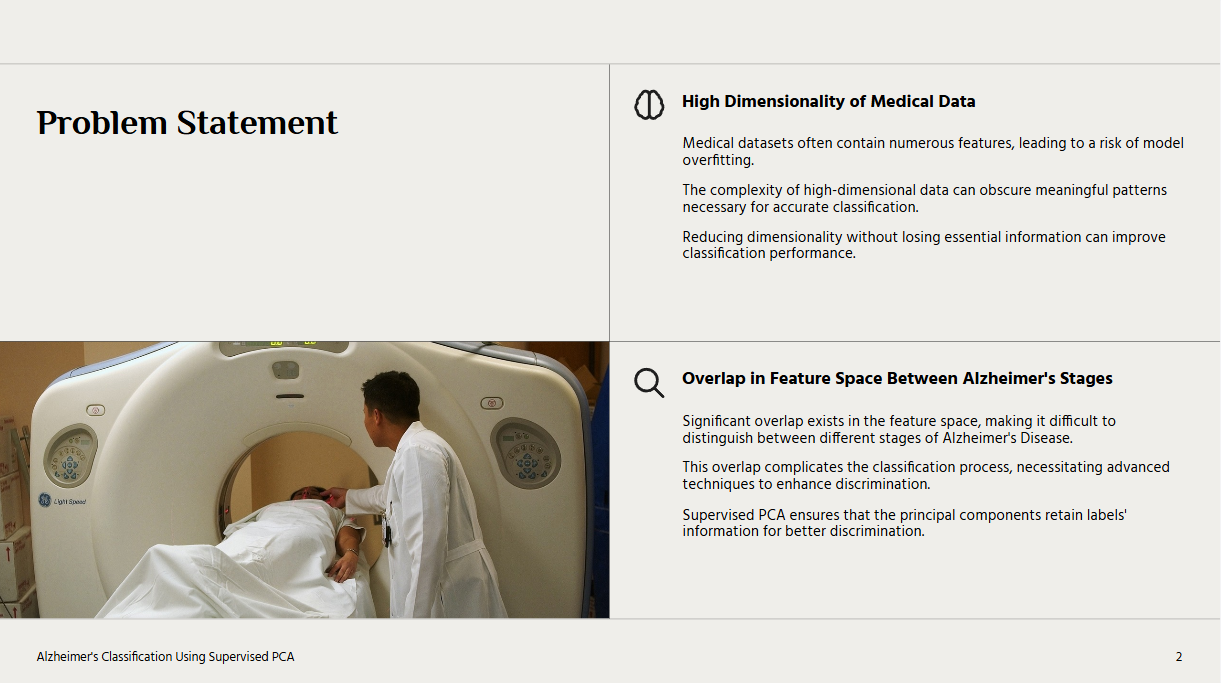 Problem Statement
High Dimensionality of Medical Data
Medical datasets often contain numerous features, leading to a risk of model
overfitting.
The complexity of high-dimensional data can obscure meaningful patterns
necessary for accurate classification.
Reducing dimensionality without losing essential information can improve
classification performance.
GE Light Speed
Overlap in Feature Space Between Alzheimer's Stages
Significant overlap exists in the feature space, making it difficult to
distinguish between different stages of Alzheimer's Disease.
This overlap complicates the classification process, necessitating advanced
techniques to enhance discrimination.
Supervised PCA ensures that the principal components retain labels'
information for better discrimination.
Alzheimer's Classification Using Supervised PCA
2